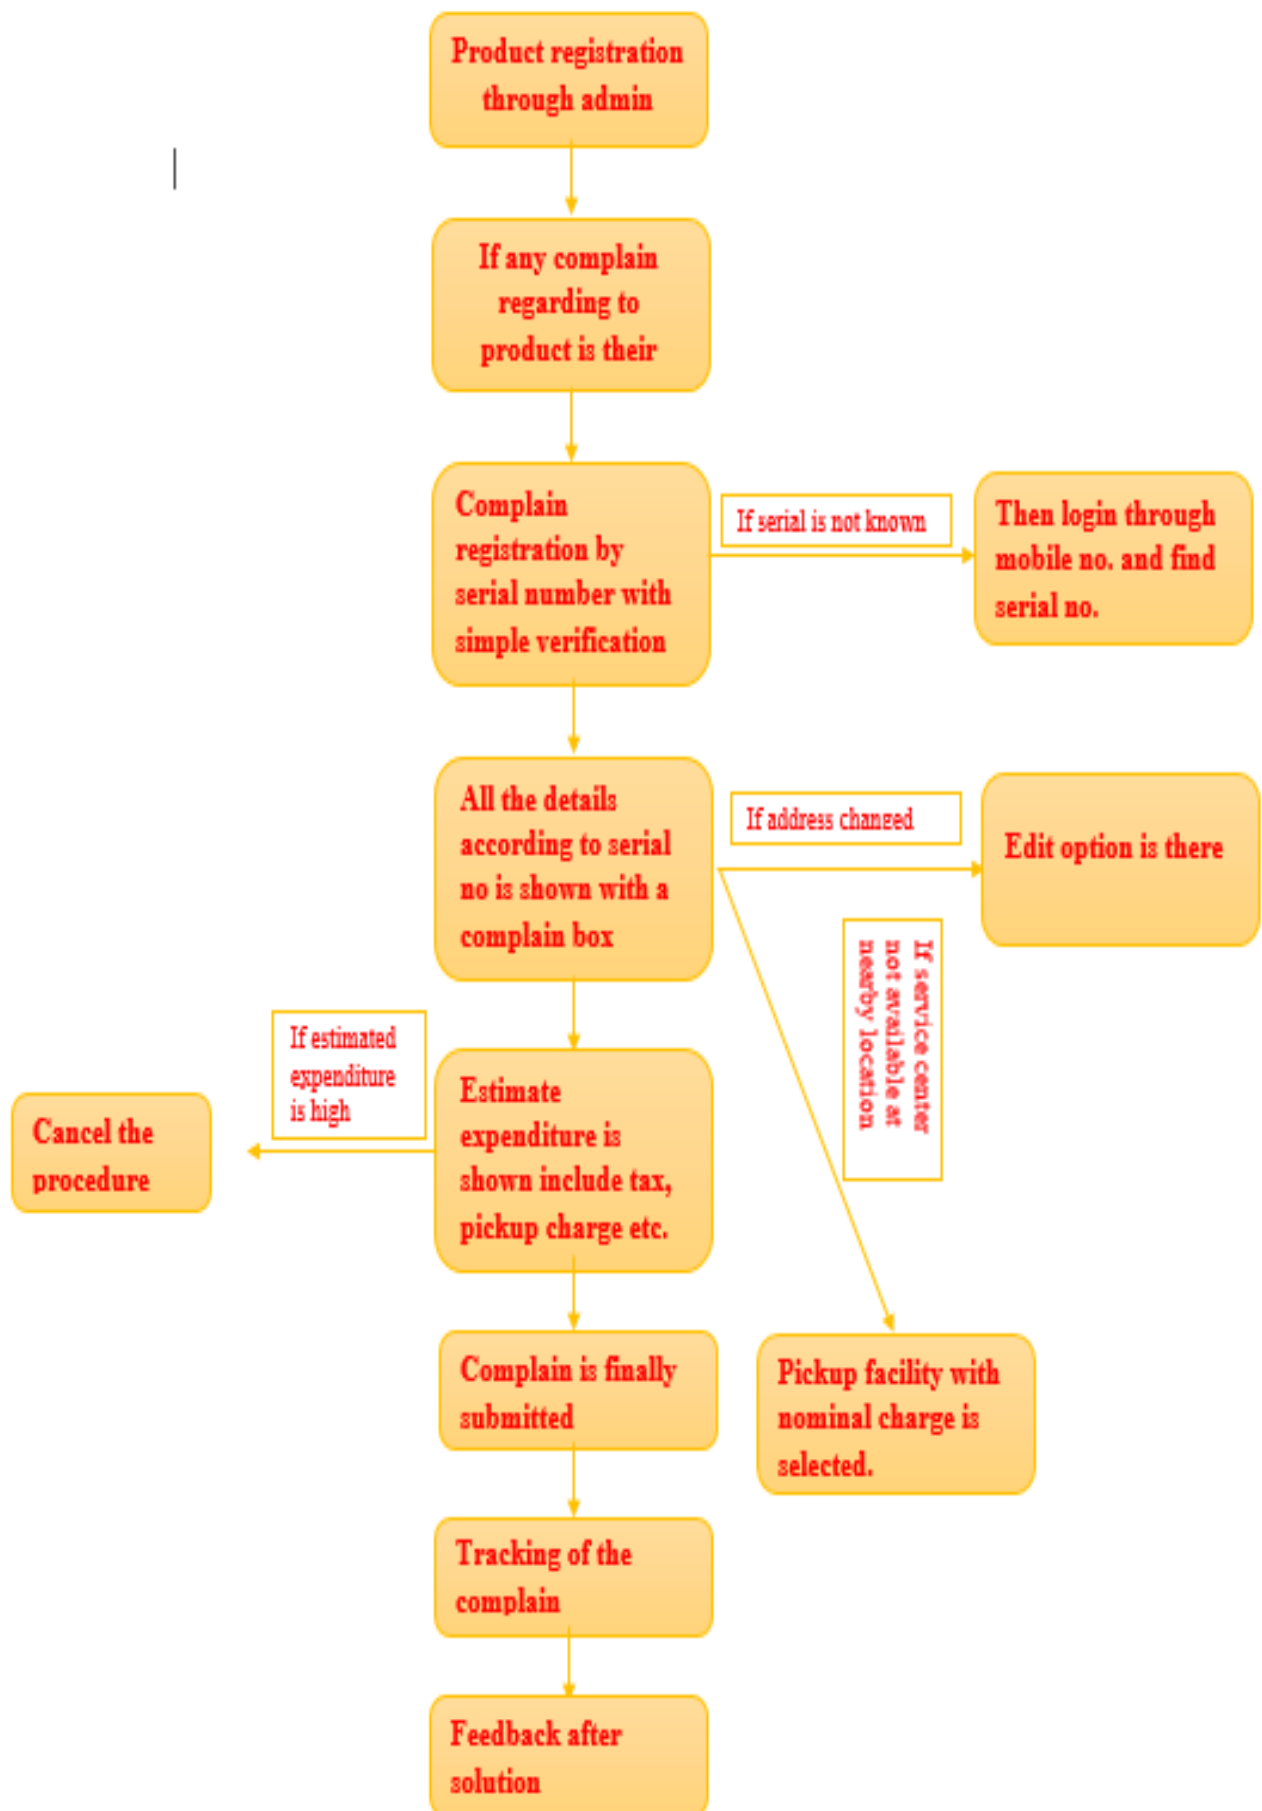 Product registration
through admin
If any complain
regarding to
product is their
Complain
registration by
serial number with
simple verification
If serial is not known
Then login through
mobile no. and find
serial no.
All the details
according to serial
no is shown with a
complain box
If address changed
Edit option is there
If service center
not available at
nearby location
If estimated
expenditure
is high
Cancel the
procedure
Estimate
expenditure is
shown include tax,
pickup charge etc.
Complain is finally
submitted
Pickup facility with
nominal charge is
selected.
Tracking of the
complain
Feedback after
solution